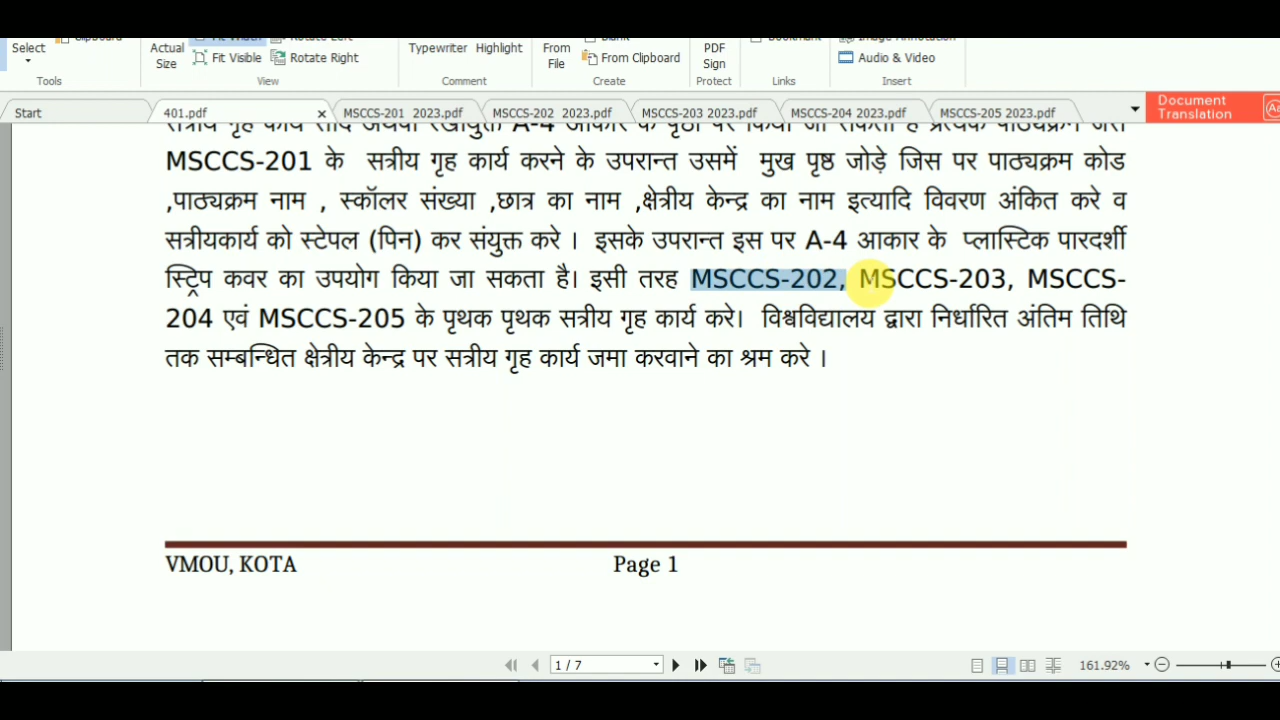 Select
Tools
Actual Size
Fit Visible
Rotate Right
View
Typewriter Highlight
Comment
From File
From Clipboard
Create
PDF Sign
Protect
Links
Audio & Video
Insert
Start
401.pdf
MSCCS-201 2023.pdf
MSCCS-202 2023.pdf
MSCCS-203 2023.pdf
MSCCS-204 2023.pdf
MSCCS-205 2023.pdf
Document Translation
MSCCS-201 के सत्रीय गृह कार्य करने के उपरान्त उसमें मुख पृष्ठ जोड़े जिस पर पाठ्यक्रम कोड
,पाठ्यक्रम नाम , स्कॉलर संख्या ,छात्र का नाम ,क्षेत्रीय केन्द्र का नाम इत्यादि विवरण अंकित करे व
सत्रीयकार्य को स्टेपल (पिन) कर संयुक्त करे । इसके उपरान्त इस पर A-4 आकार के प्लास्टिक पारदर्शी
स्ट्रिप कवर का उपयोग किया जा सकता है। इसी तरह MSCCS-202, MSCCS-203, MSCCS-
204 एवं MSCCS-205 के पृथक पृथक सत्रीय गृह कार्य करे। विश्वविद्यालय द्वारा निर्धारित अंतिम तिथि
तक सम्बन्धित क्षेत्रीय केन्द्र पर सत्रीय गृह कार्य जमा करवाने का श्रम करे ।
VMOU, KOTA Page 1
1 / 7
161.92%